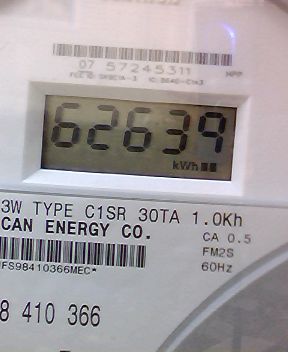 07 57245311
62639
kWh
3W TYPE C1SR 30TA 1.0Kh
CAN ENERGY CO.
CA 0.5
FM2S
60Hz
FS98410366MEC*
8 410 366